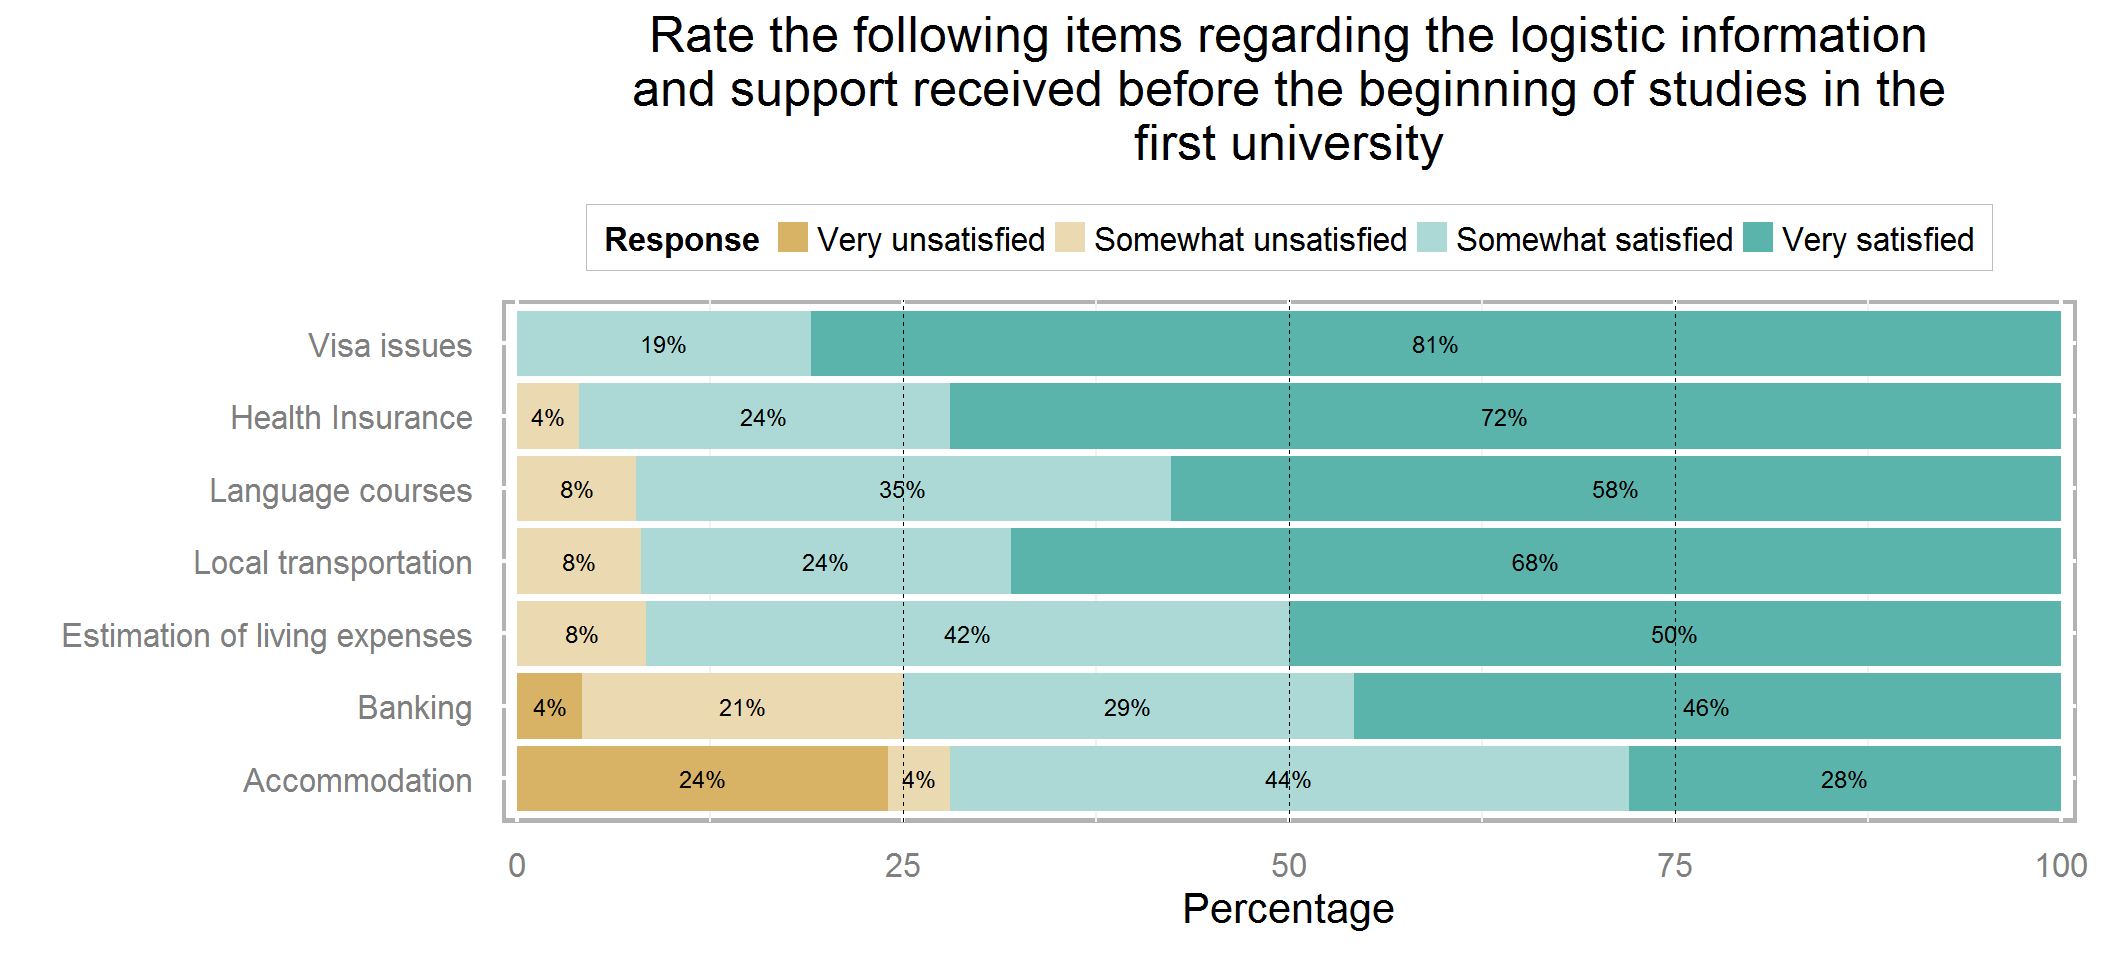 Rate the following items regarding the logistic information
and support received before the beginning of studies in the
first university
Response Very unsatisfied Somewhat unsatisfied Somewhat satisfied Very satisfied
Visa issues 19% 81%
Health Insurance 4% 24% 72%
Language courses 8% 35% 58%
Local transportation 8% 24% 68%
Estimation of living expenses 8% 42% 50%
Banking 4% 21% 29% 46%
Accommodation 24% 4% 44% 28%
0 25 50 75 100
Percentage